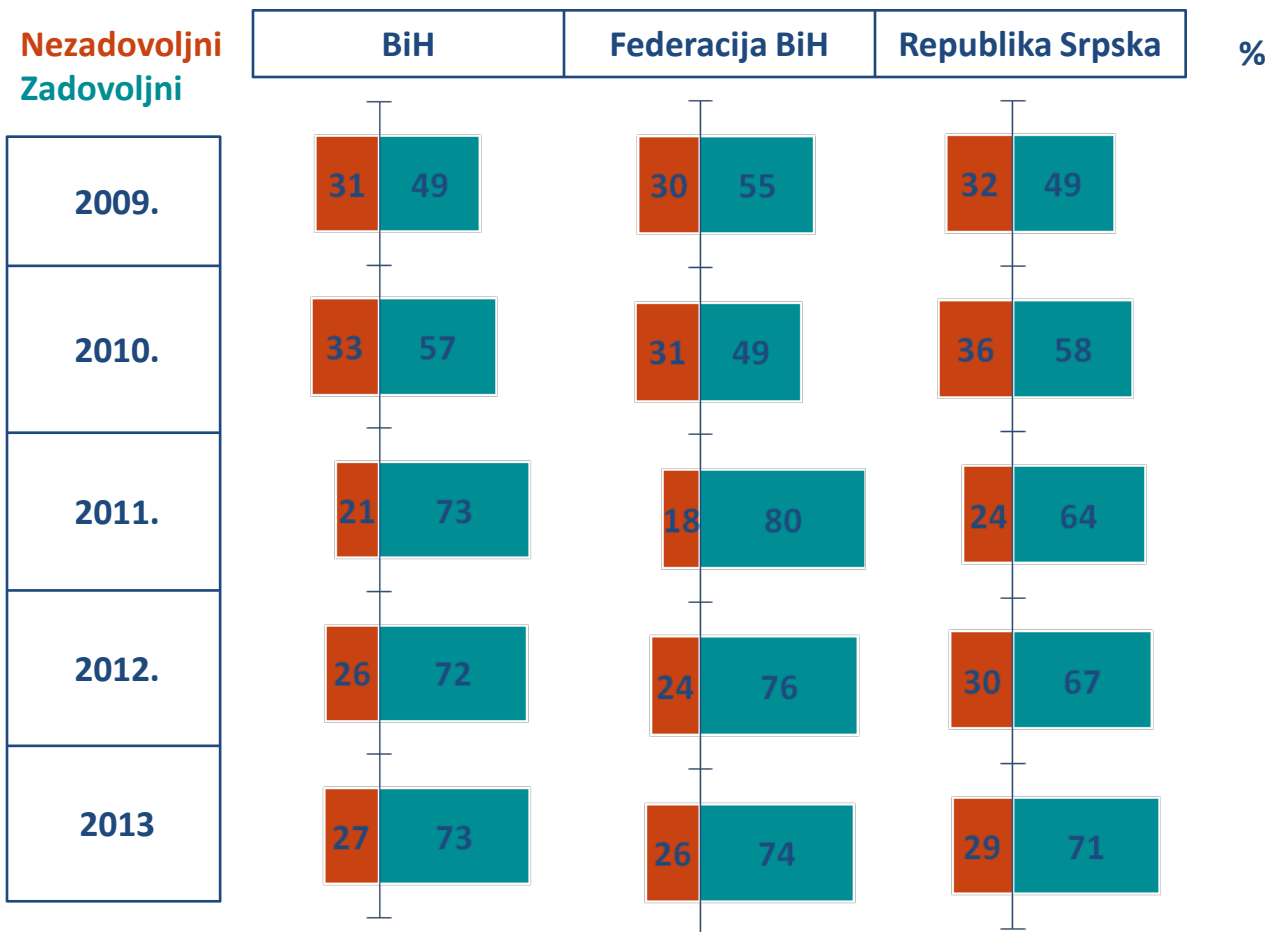 Nezadovoljni
Zadovoljni
BiH Federacija BiH Republika Srpska %
2009. 31 49 30 55 32 49
2010. 33 57 31 49 36 58
2011. 21 73 18 80 24 64
2012. 26 72 24 76 30 67
2013 27 73 26 74 29 71